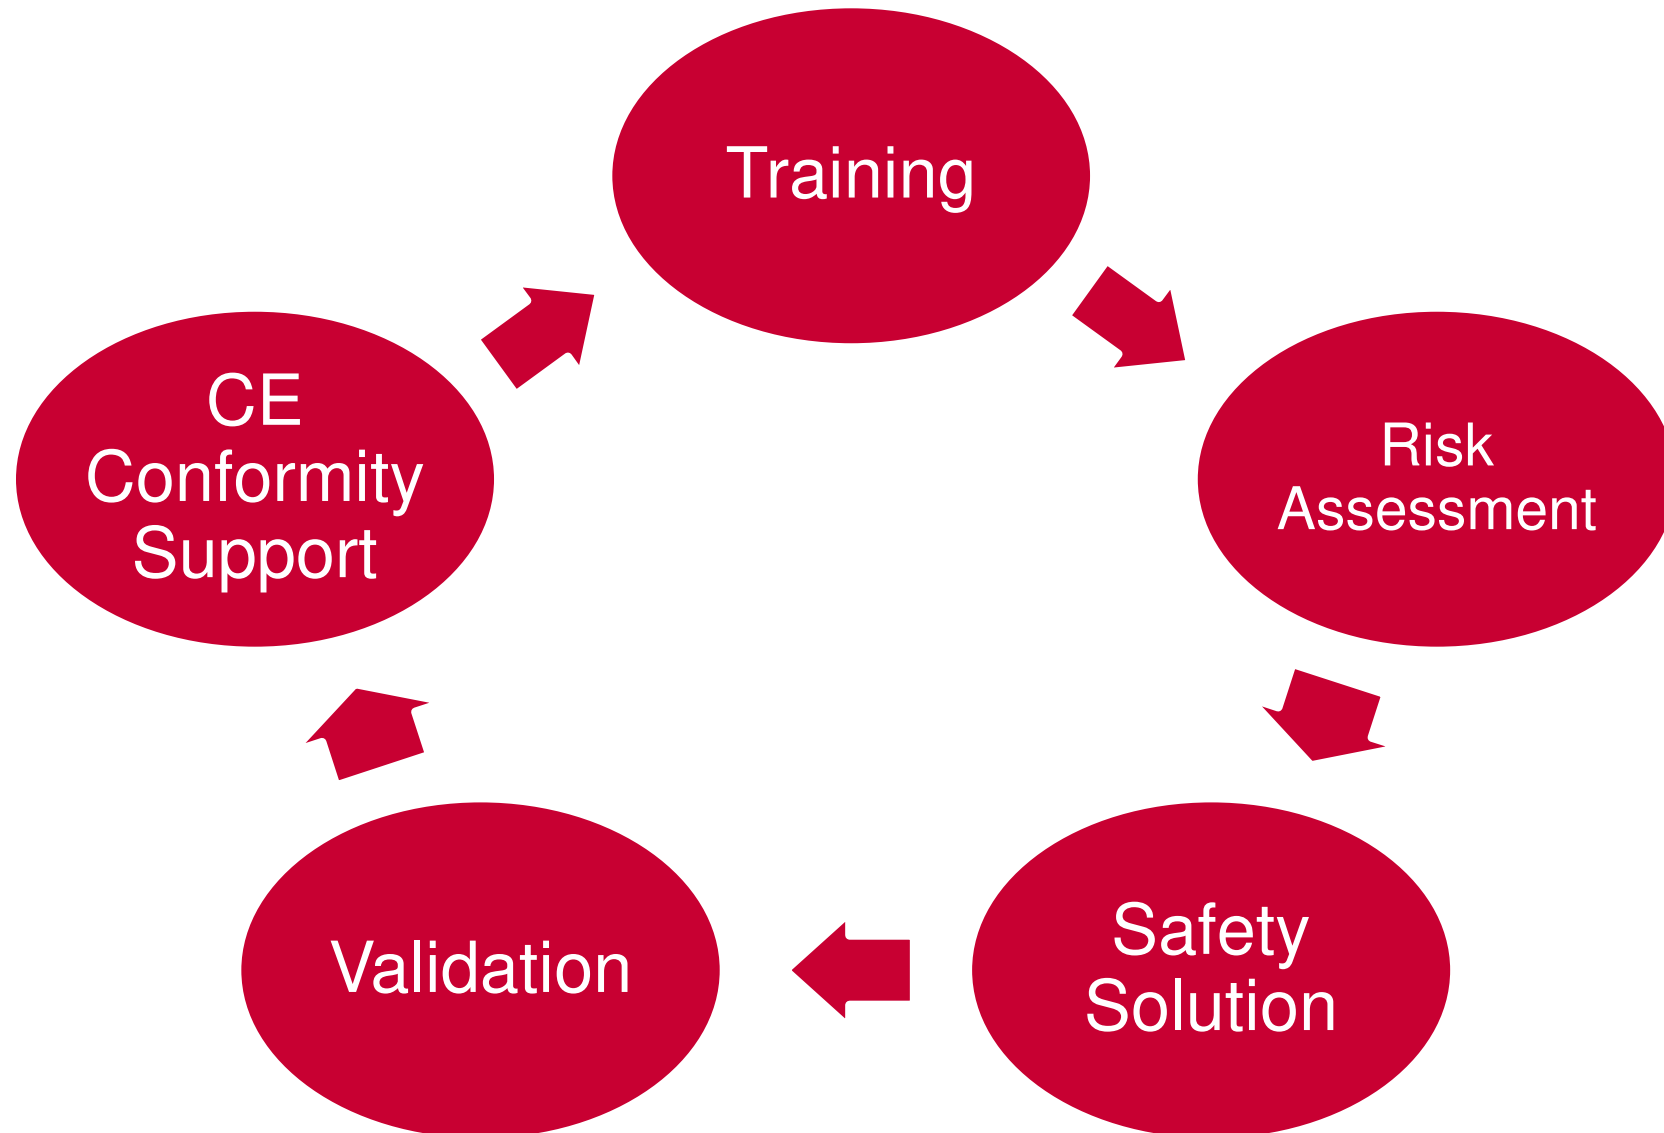 Training
Risk
Assessment
Safety
Solution
Validation
CE
Conformity
Support